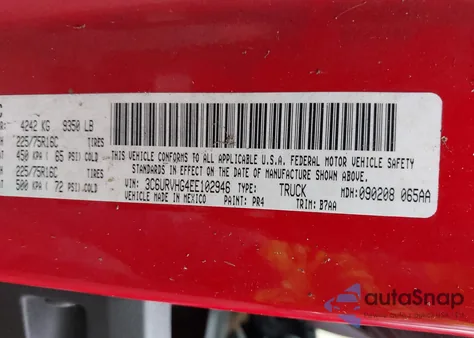 4242 KG 9350 LB
225/75R16C TIRES
450 KPA( 65 PSI) COLD
225/75R16C TIRES
500 KPA( 72 PSI) COLD
THIS VEHICLE CONFORMS TO ALL APPLICABLE U.S.A. FEDERAL MOTOR VEHICLE SAFETY
STANDARDS IN EFFECT ON THE DATE OF MANUFACTURE SHOWN ABOVE
VIN: 3C6URVHG4EE102946 TYPE: TRUCK MDH:090208 065AA
VEHICLE MADE IN MEXICO PAINT: PR4 TRIM: B7AA
autoSnap